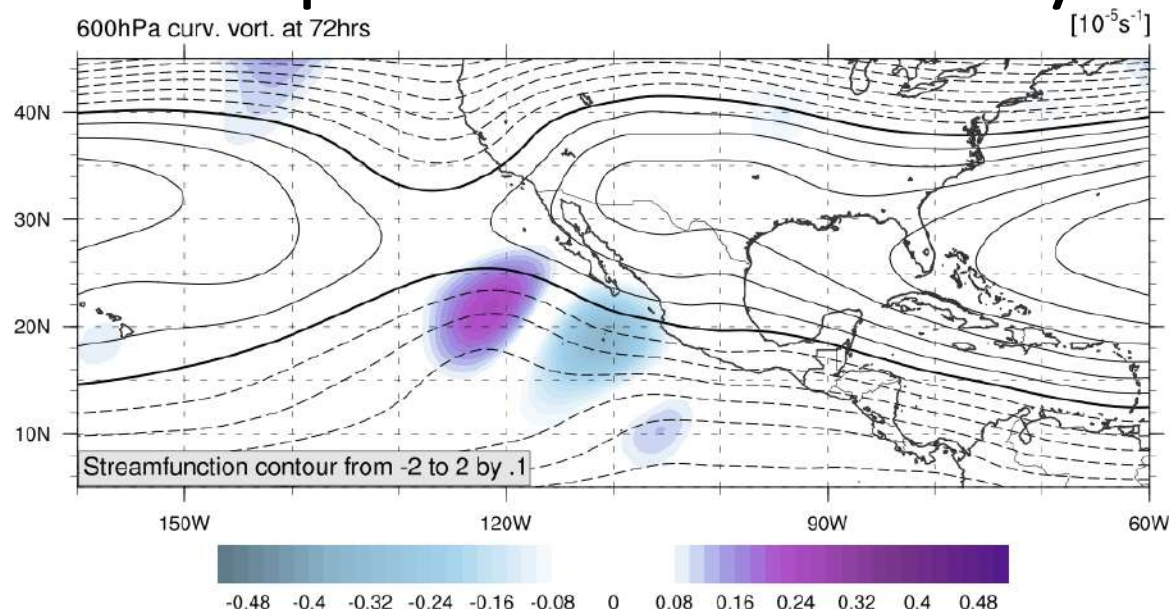 600hPa curv. vort. at 72hrs
[10⁻⁵s⁻¹]
40N
30N
20N
10N
Streamfunction contour from -2 to 2 by .1
150W 120W 90W 60W
-0.48 -0.4 -0.32 -0.24 -0.16 -0.08 0 0.08 0.16 0.24 0.32 0.4 0.48